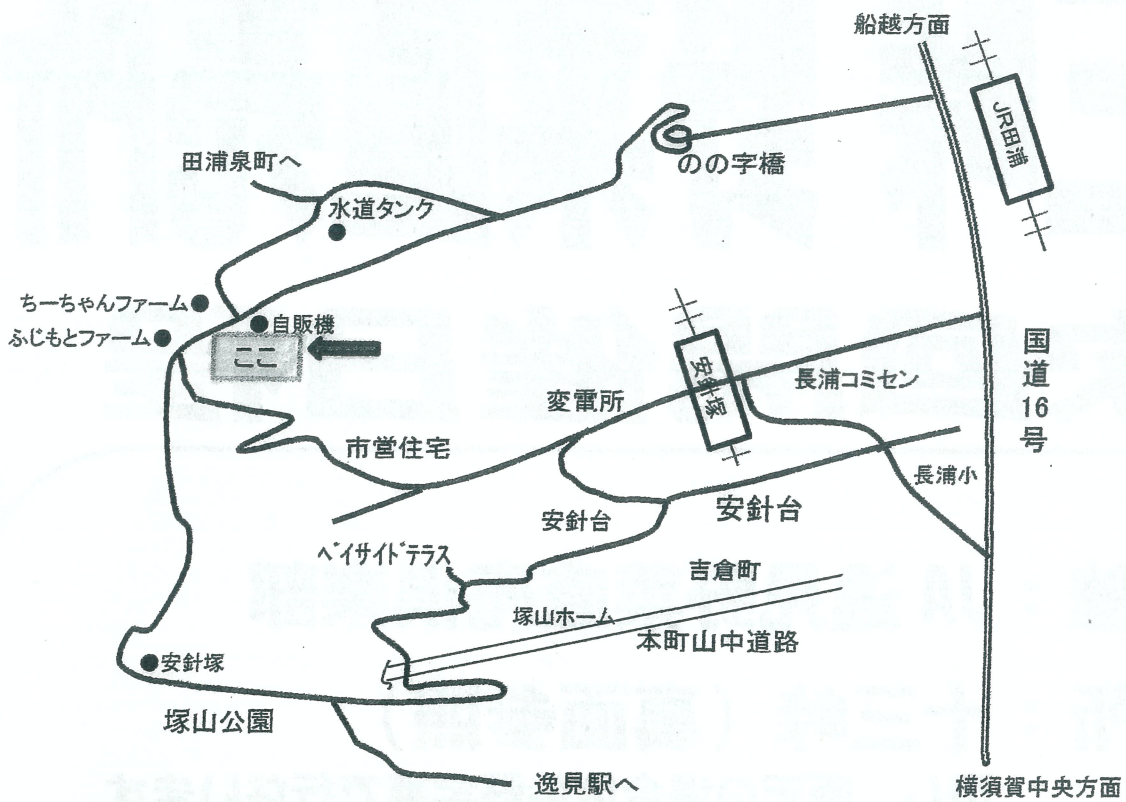 船越方面
JR田浦
のの字橋
田浦泉町へ
水道タンク
ちーちゃんファーム
自販機
ふじもとファーム
ここ
国道16号
安針塚
長浦コミセン
変電所
市営住宅
長浦小
安針台
安針台
ベイサイドテラス
吉倉町
塚山ホーム
本町山中道路
安針塚
塚山公園
逸見駅へ
横須賀中央方面